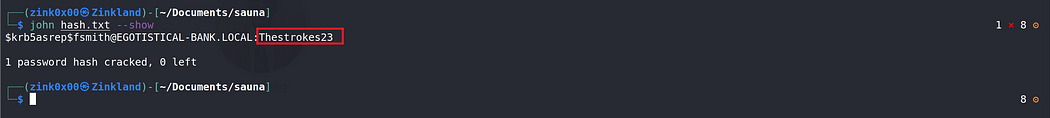 ┌──(zink0x00㉿Zinkland)-[~/Documents/sauna]
└─$ john hash.txt --show 1 ⨯ 8 ⚙
$krb5asrep$fsmith@EGOTISTICAL-BANK.LOCAL:Thestrokes23
1 password hash cracked, 0 left
┌──(zink0x00㉿Zinkland)-[~/Documents/sauna]
└─$ 8 ⚙